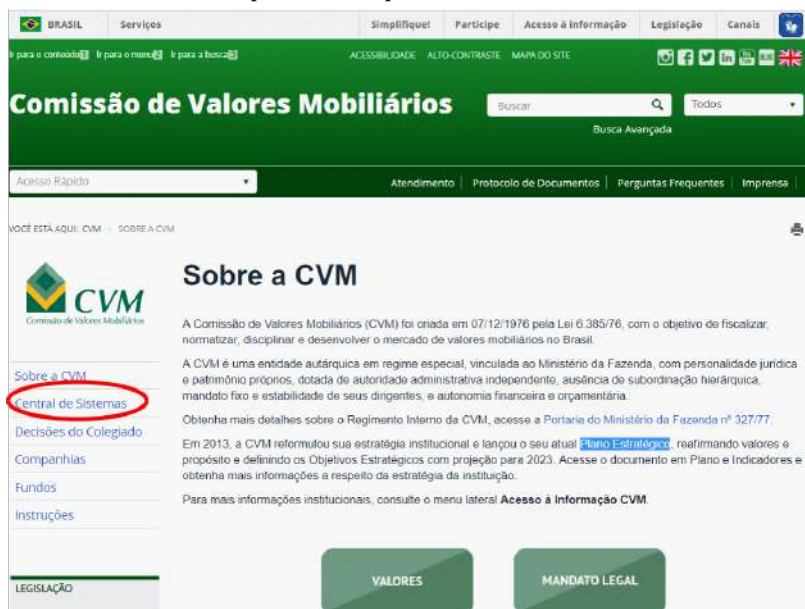 BRASIL Serviços Simplifique! Participe Acesso à informação Legislação Canais
Ir para o conteúdo Ir para o menu Ir para a busca ACESSIBILIDADE ALTO-CONTRASTE MAPA DO SITE
Comissão de Valores Mobiliários
Buscar Todos
Busca Avançada
Acesso Rápido Atendimento Protocolo de Documentos Perguntas Frequentes Imprensa
VOCÊ ESTÁ AQUI: CVM SOBRE A CVM
CVM
Comissão de Valores Mobiliários
Sobre a CVM
Central de Sistemas
Decisões do Colegiado
Companhias
Fundos
Instruções
LEGISLAÇÃO
Sobre a CVM
A Comissão de Valores Mobiliários (CVM) foi criada em 07/12/1976 pela Lei 6.385/76, com o objetivo de fiscalizar,
normatizar, disciplinar e desenvolver o mercado de valores mobiliários no Brasil.
A CVM é uma entidade autárquica em regime especial, vinculada ao Ministério da Fazenda, com personalidade jurídica
e patrimônio próprios, dotada de autoridade administrativa independente, ausência de subordinação hierárquica,
mandato fixo e estabilidade de seus dirigentes, e autonomia financeira e orçamentária.
Obtenha mais detalhes sobre o Regimento Interno da CVM, acesse a Portaria do Ministério da Fazenda nº 327/77.
Em 2013, a CVM reformulou sua estratégia institucional e lançou o seu atual Plano Estratégico, reafirmando valores e
propósito e definindo os Objetivos Estratégicos com projeção para 2023. Acesse o documento em Plano e Indicadores e
obtenha mais informações a respeito da estratégia da instituição.
Para mais informações institucionais, consulte o menu lateral Acesso à Informação CVM.
VALORES MANDATO LEGAL